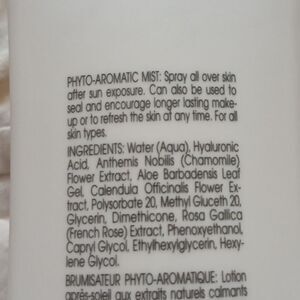 PHYTO-AROMATIC MIST: Spray all over skin
after sun exposure. Can also be used to
seal and encourage longer lasting make-
up or to refresh the skin at any time. For all
skin types.
INGREDIENTS: Water (Aqua), Hyaluronic
Acid, Anthemis Nobilis (Chamomile)
Flower Extract, Aloe Barbadensis Leaf
Gel, Calendula Officinalis Flower Ex-
tract, Polysorbate 20, Methyl Gluceth 20,
Glycerin, Dimethicone, Rosa Gallica
(French Rose) Extract, Phenoxyethanol,
Capryl Glycol, Ethylhexylglycerin, Hexy-
lene Glycol.
BRUMISATEUR PHYTO-AROMATIQUE: Lotion
après-soleil aux extraits naturels calmants